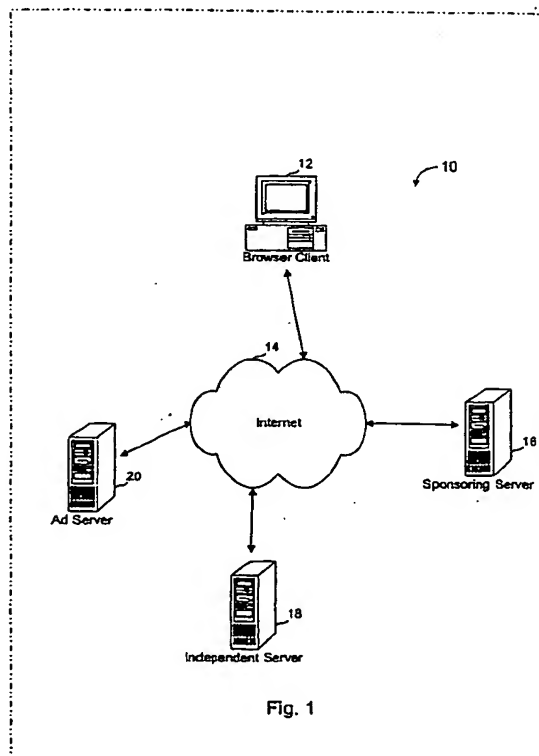 12
10
Browser Client
14
Internet
16
Sponsoring Server
20
Ad Server
18
Independent Server
Fig. 1